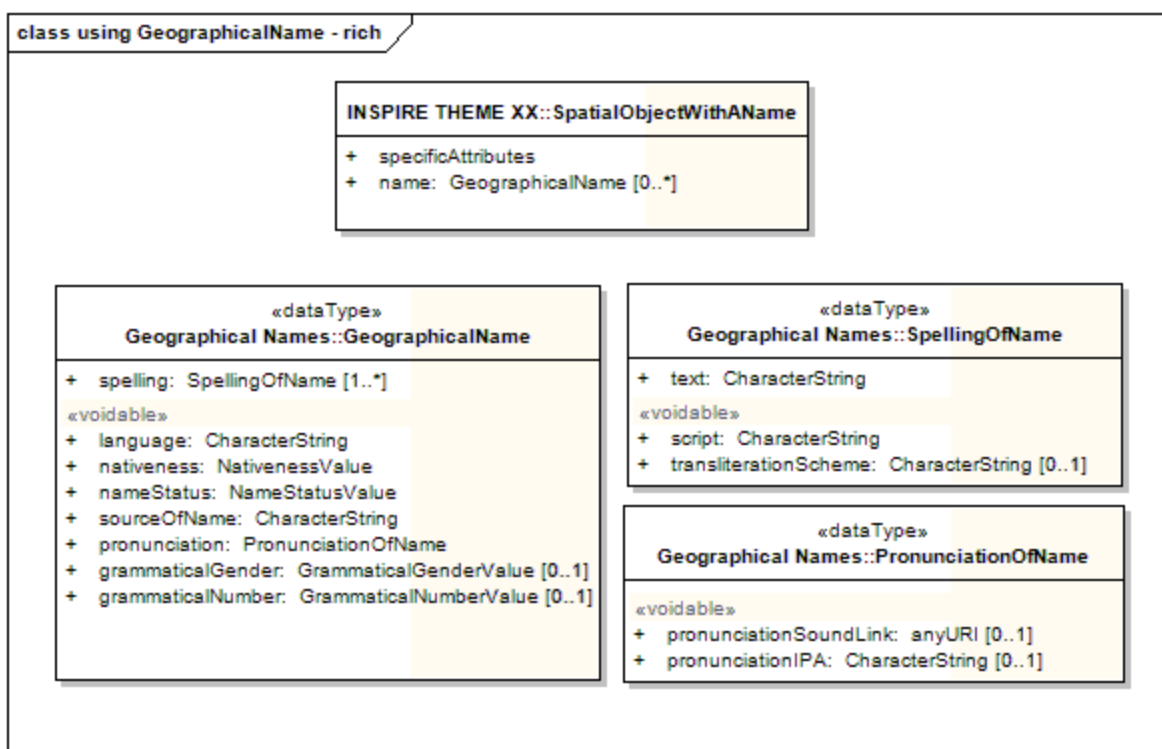 class using GeographicalName - rich
INSPIRE THEME XX::SpatialObjectWithAName
+ specificAttributes
+ name: GeographicalName [0..*]
«dataType»
Geographical Names::GeographicalName
+ spelling: SpellingOfName [1..*]
«voidable»
+ language: CharacterString
+ nativeness: NativenessValue
+ nameStatus: NameStatusValue
+ sourceOfName: CharacterString
+ pronunciation: PronunciationOfName
+ grammaticalGender: GrammaticalGenderValue [0..1]
+ grammaticalNumber: GrammaticalNumberValue [0..1]
«dataType»
Geographical Names::SpellingOfName
+ text: CharacterString
«voidable»
+ script: CharacterString
+ transliterationScheme: CharacterString [0..1]
«dataType»
Geographical Names::PronunciationOfName
«voidable»
+ pronunciationSoundLink: anyURI [0..1]
+ pronunciationIPA: CharacterString [0..1]